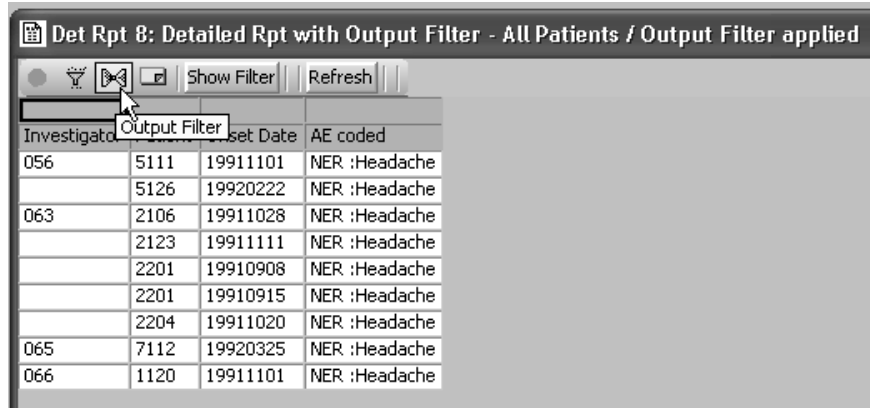 Det Rpt 8: Detailed Rpt with Output Filter - All Patients / Output Filter applied
Show Filter Refresh
Output Filter
Date AE coded
056 5111 19911101 NER :Headache
5126 19920222 NER :Headache
063 2106 19911028 NER :Headache
2123 19911111 NER :Headache
2201 19910908 NER :Headache
2201 19910915 NER :Headache
2204 19911020 NER :Headache
065 7112 19920325 NER :Headache
066 1120 19911101 NER :Headache